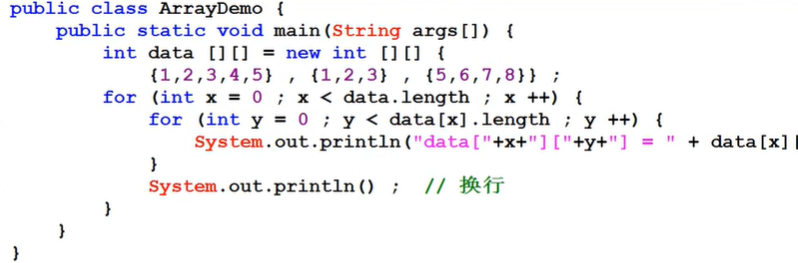 public class ArrayDemo {
public static void main(String args[]) {
int data [][] = new int [][] {
{1,2,3,4,5} , {1,2,3} , {5,6,7,8}} ;
for (int x = 0 ; x < data.length ; x ++) {
for (int y = 0 ; y < data[x].length ; y ++) {
System.out.println("data["+x+"]["+y+"] = " + data[x]
}
System.out.println() ; // 换行
}
}
}